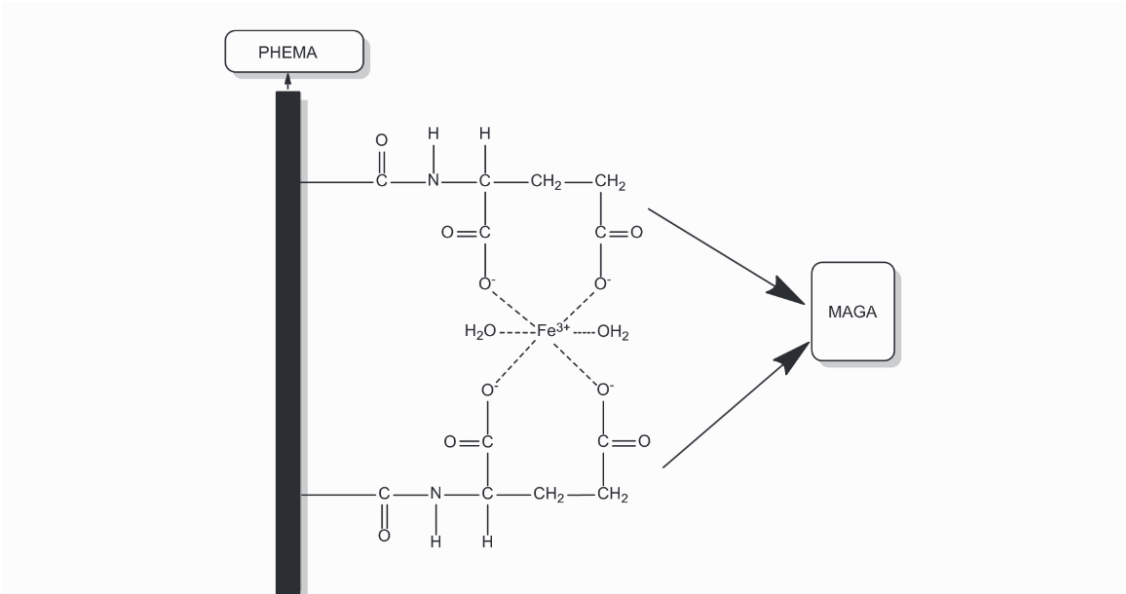 PHEMA
H H
O
C N C CH₂ CH₂
O=C C=O
O⁻ O⁻
H₂O Fe³⁺ OH₂
MAGA
O⁻ O⁻
O=C C=O
C N C CH₂ CH₂
O
H H